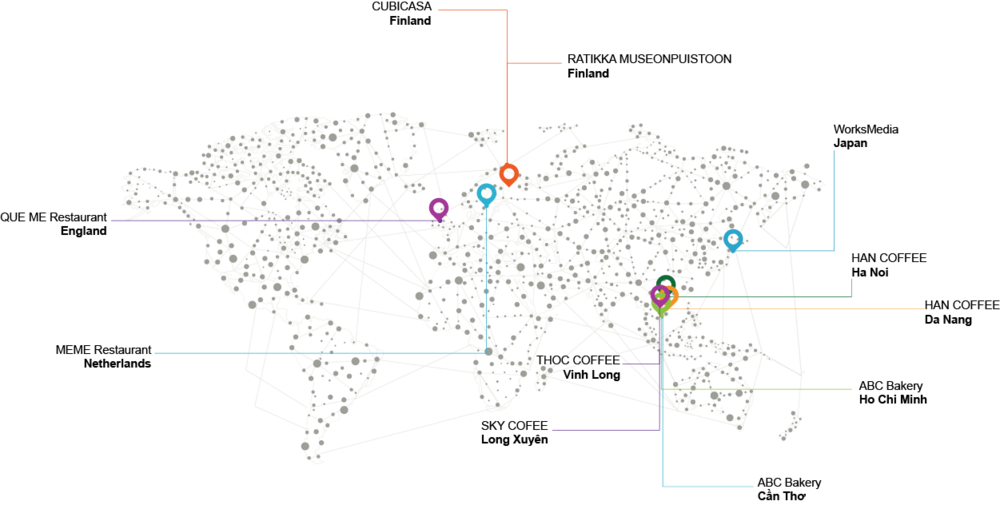 CUBICASA
Finland
RATIKKA MUSEONPUISTOON
Finland
WorksMedia
Japan
QUE ME Restaurant
England
HAN COFFEE
Ha Noi
HAN COFFEE
Da Nang
MEME Restaurant
Netherlands
THOC COFFEE
Vinh Long
ABC Bakery
Ho Chi Minh
SKY COFEE
Long Xuyên
ABC Bakery
Cần Thơ